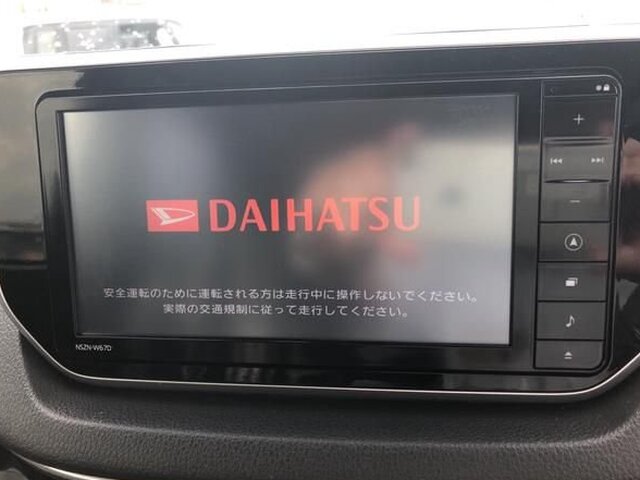 DAIHATSU
安全運転のために運転される方は走行中に操作しないでください。
実際の交通規制に従って走行してください。
NSZN-W67D